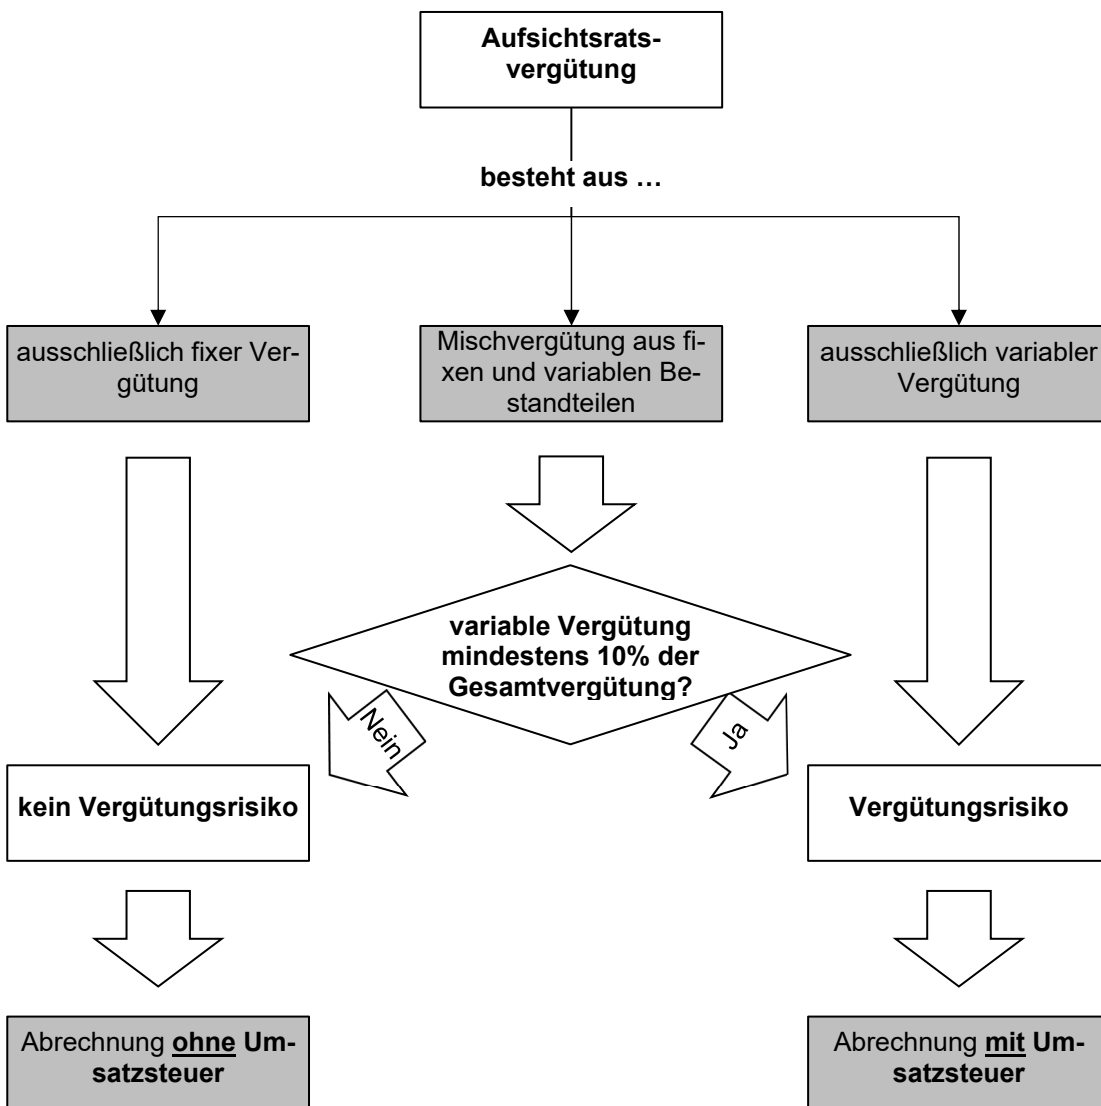 Aufsichtsrats-
vergütung
besteht aus …
ausschließlich fixer Ver-
gütung
Mischvergütung aus fi-
xen und variablen Be-
standteilen
ausschließlich variabler
Vergütung
variable Vergütung
mindestens 10% der
Gesamtvergütung?
Nein
Ja
kein Vergütungsrisiko
Vergütungsrisiko
Abrechnung ohne Um-
satzsteuer
Abrechnung mit Um-
satzsteuer